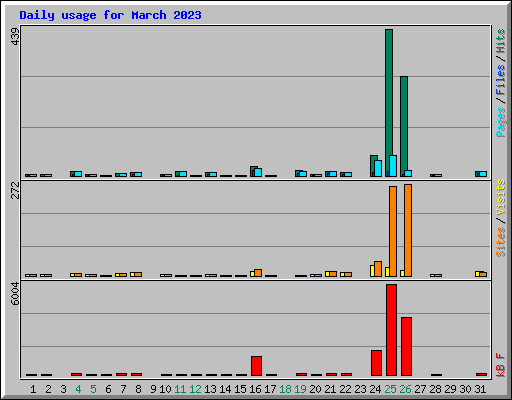 Daily usage for March 2023
439
272
6004
Pages/Files/Hits
Sites/Visits
kB F
1 2 3 4 5 6 7 8 9 10 11 12 13 14 15 16 17 18 19 20 21 22 23 24 25 26 27 28 29 30 31